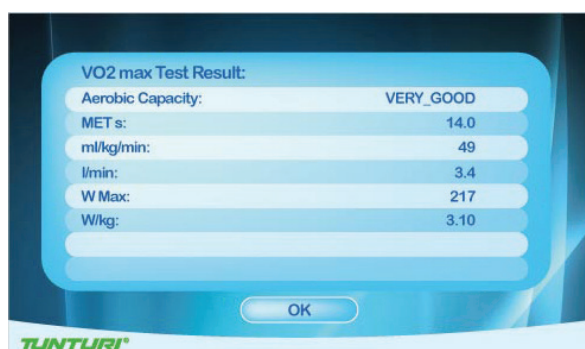 VO2 max Test Result:
Aerobic Capacity: VERY_GOOD
MET s: 14.0
ml/kg/min: 49
l/min: 3.4
W Max: 217
W/kg: 3.10
OK
TUNTURI®